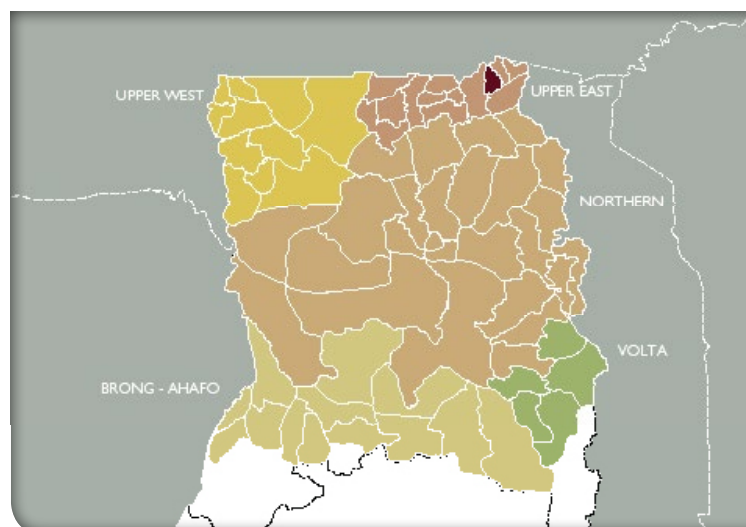 UPPER WEST
UPPER EAST
NORTHERN
VOLTA
BRONG - AHAFO